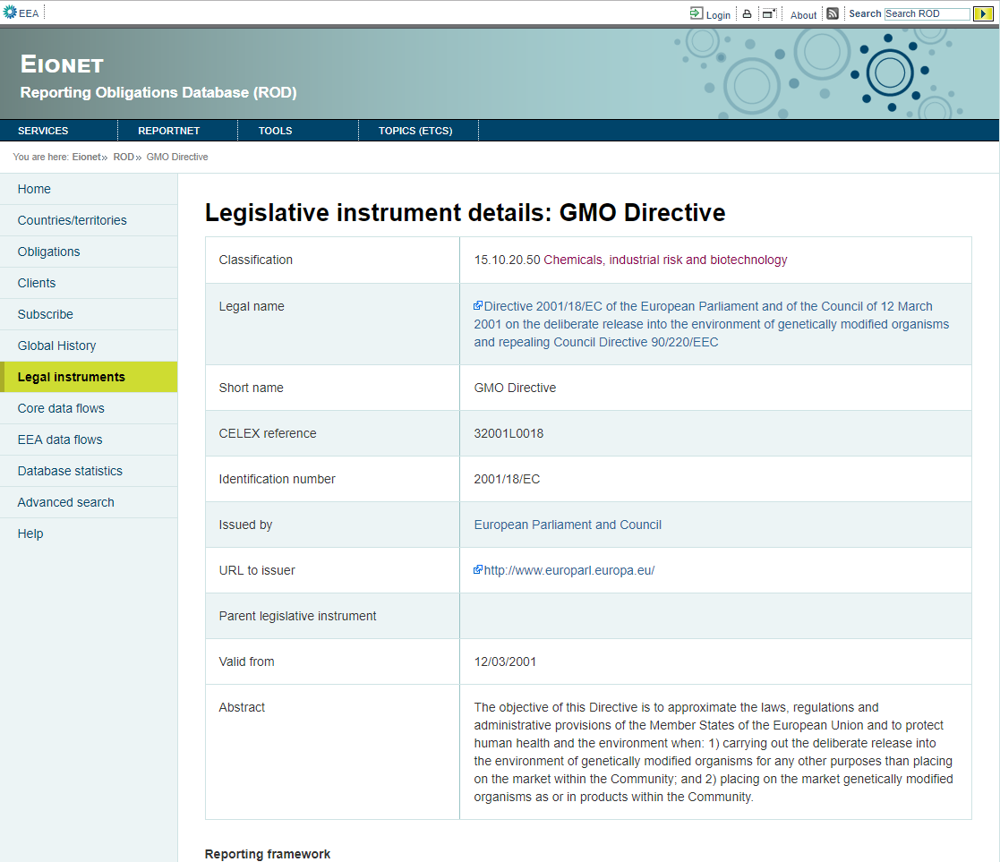 EEA
Login
About
Search Search ROD
EIONET
Reporting Obligations Database (ROD)
SERVICES REPORTNET TOOLS TOPICS (ETCS)
You are here: Eionet» ROD» GMO Directive
Home
Countries/territories
Obligations
Clients
Subscribe
Global History
Legal instruments
Core data flows
EEA data flows
Database statistics
Advanced search
Help
Legislative instrument details: GMO Directive
Classification 15.10.20.50 Chemicals, industrial risk and biotechnology
Legal name Directive 2001/18/EC of the European Parliament and of the Council of 12 March
2001 on the deliberate release into the environment of genetically modified organisms
and repealing Council Directive 90/220/EEC
Short name GMO Directive
CELEX reference 32001L0018
Identification number 2001/18/EC
Issued by European Parliament and Council
URL to issuer http://www.europarl.europa.eu/
Parent legislative instrument
Valid from 12/03/2001
Abstract The objective of this Directive is to approximate the laws, regulations and
administrative provisions of the Member States of the European Union and to protect
human health and the environment when: 1) carrying out the deliberate release into
the environment of genetically modified organisms for any other purposes than placing
on the market within the Community; and 2) placing on the market genetically modified
organisms as or in products within the Community.
Reporting framework